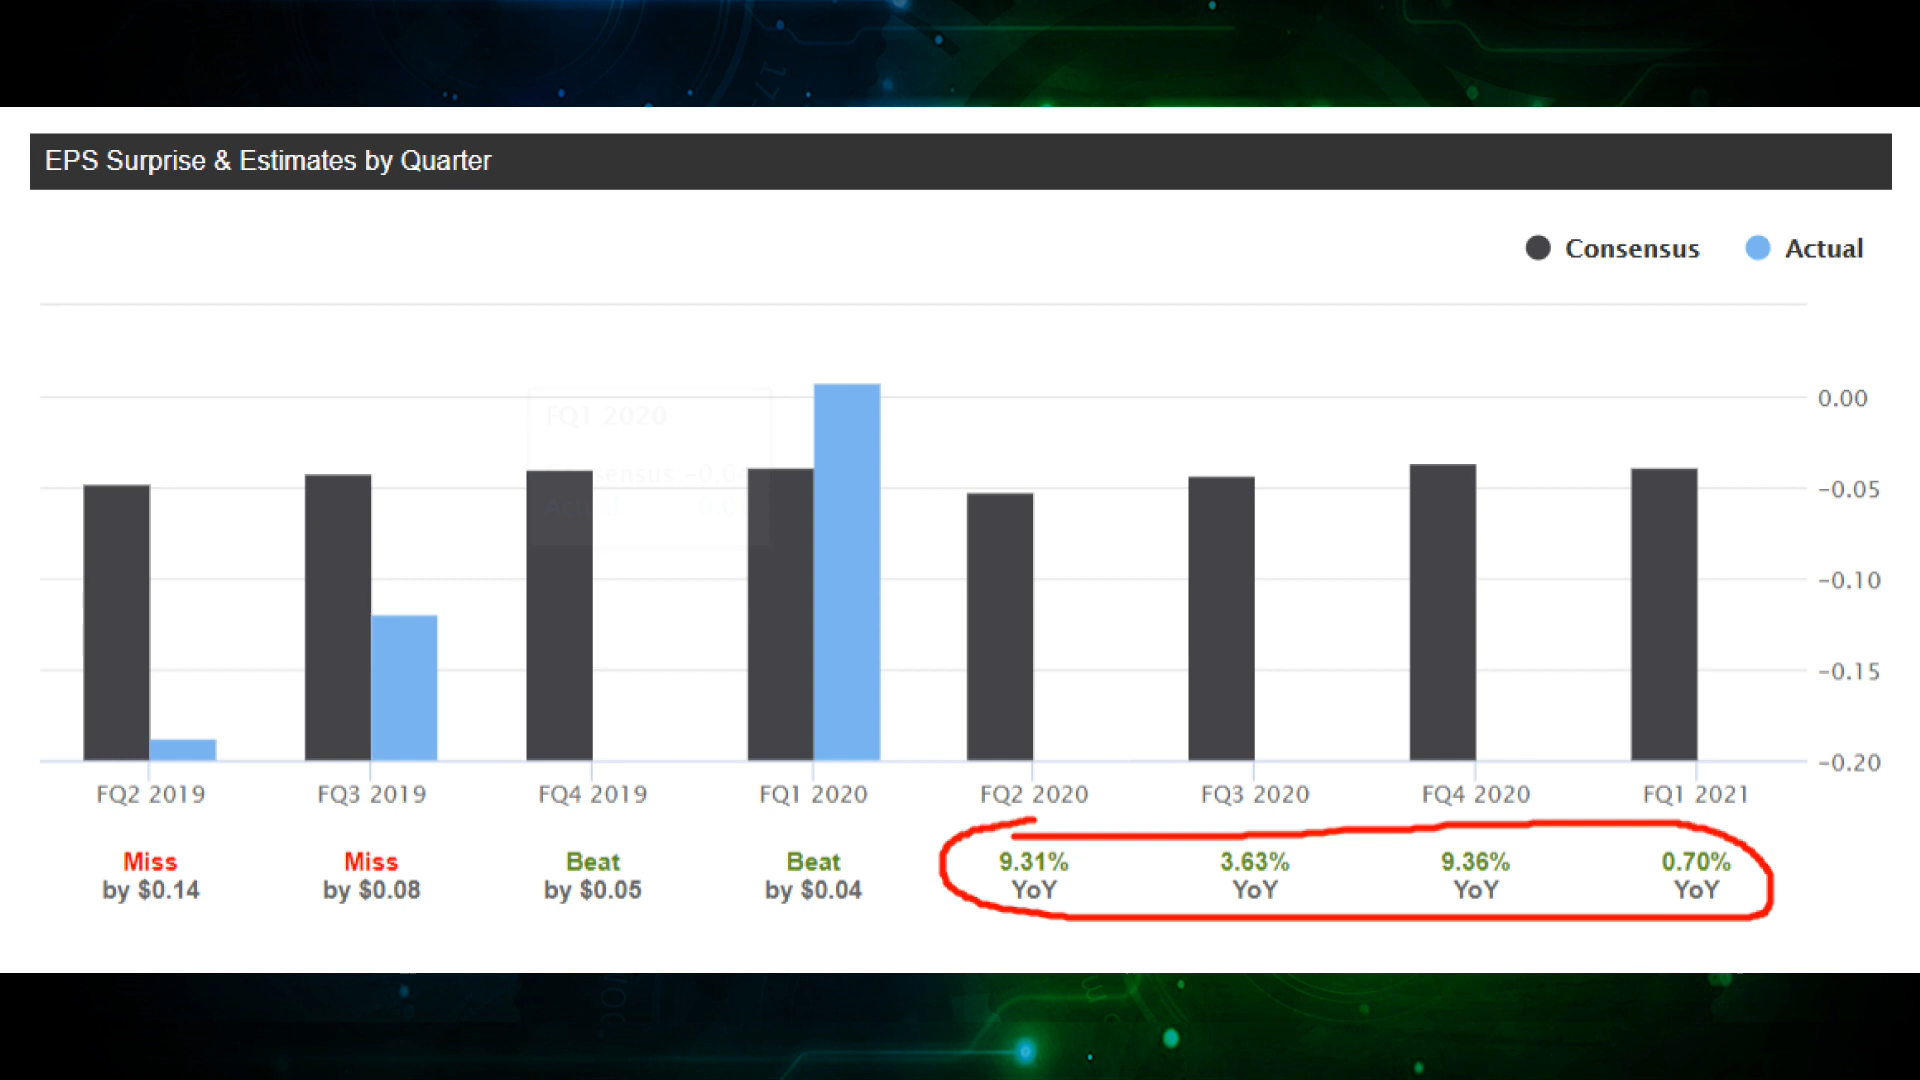 EPS Surprise & Estimates by Quarter
Consensus Actual
FQ1 2020
0.00
-0.05
-0.10
-0.15
-0.20
FQ2 2019 FQ3 2019 FQ4 2019 FQ1 2020 FQ2 2020 FQ3 2020 FQ4 2020 FQ1 2021
Miss Miss Beat Beat 9.31% 3.63% 9.36% 0.70%
by $0.14 by $0.08 by $0.05 by $0.04 YoY YoY YoY YoY